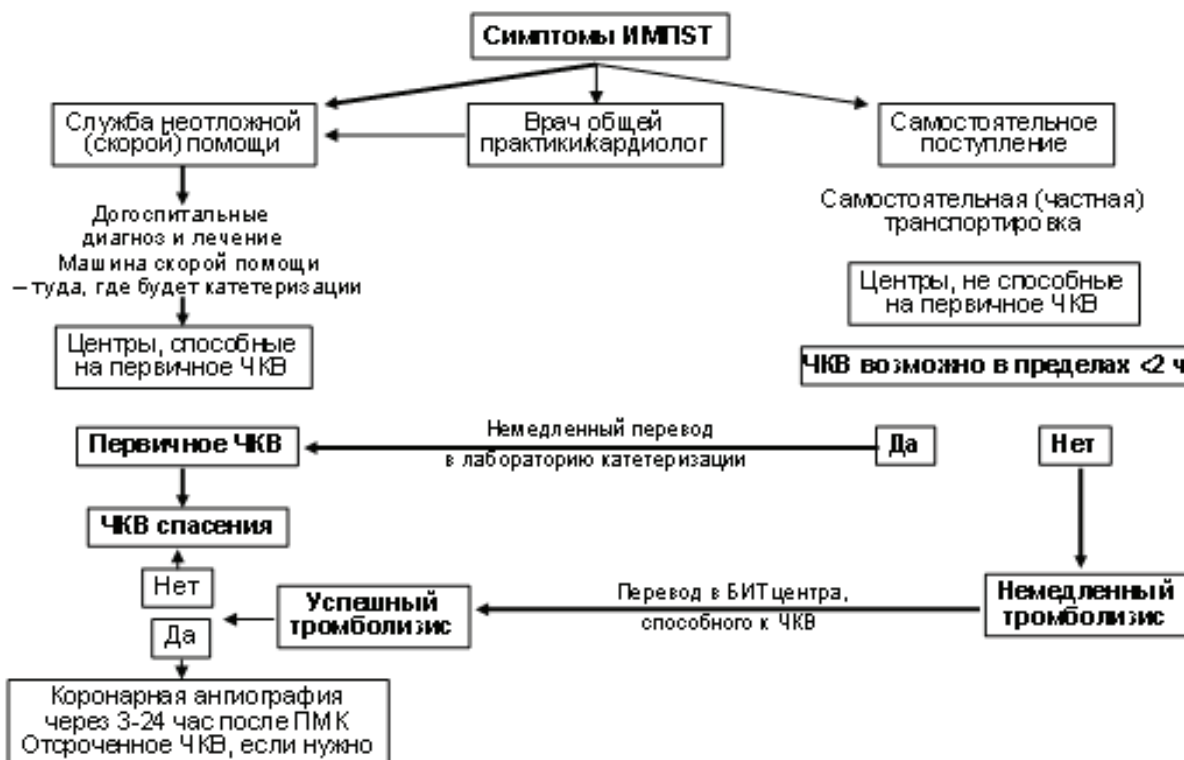 Симптомы ИМПST
Служба неотложной
(скорой) помощи
Врач общей
практики/кардиолог
Самостоятельное
поступление
Догоспитальные
диагноз и лечение
Машина скорой помощи
– туда, где будет катетеризации
Самостоятельная (частная)
транспортировка
Центры, не способные
на первичное ЧКВ
Центры, способные
на первичное ЧКВ
ЧКВ возможно в пределах <2 ч
Первичное ЧКВ
Немедленный перевод
в лабораторию катетеризации
Да
Нет
ЧКВ спасения
Нет
Да
Успешный
тромболизис
Перевод в БИТ центра,
способного к ЧКВ
Немедленный
тромболизис
Коронарная ангиография
через 3-24 час после ПМК
Отсроченное ЧКВ, если нужно